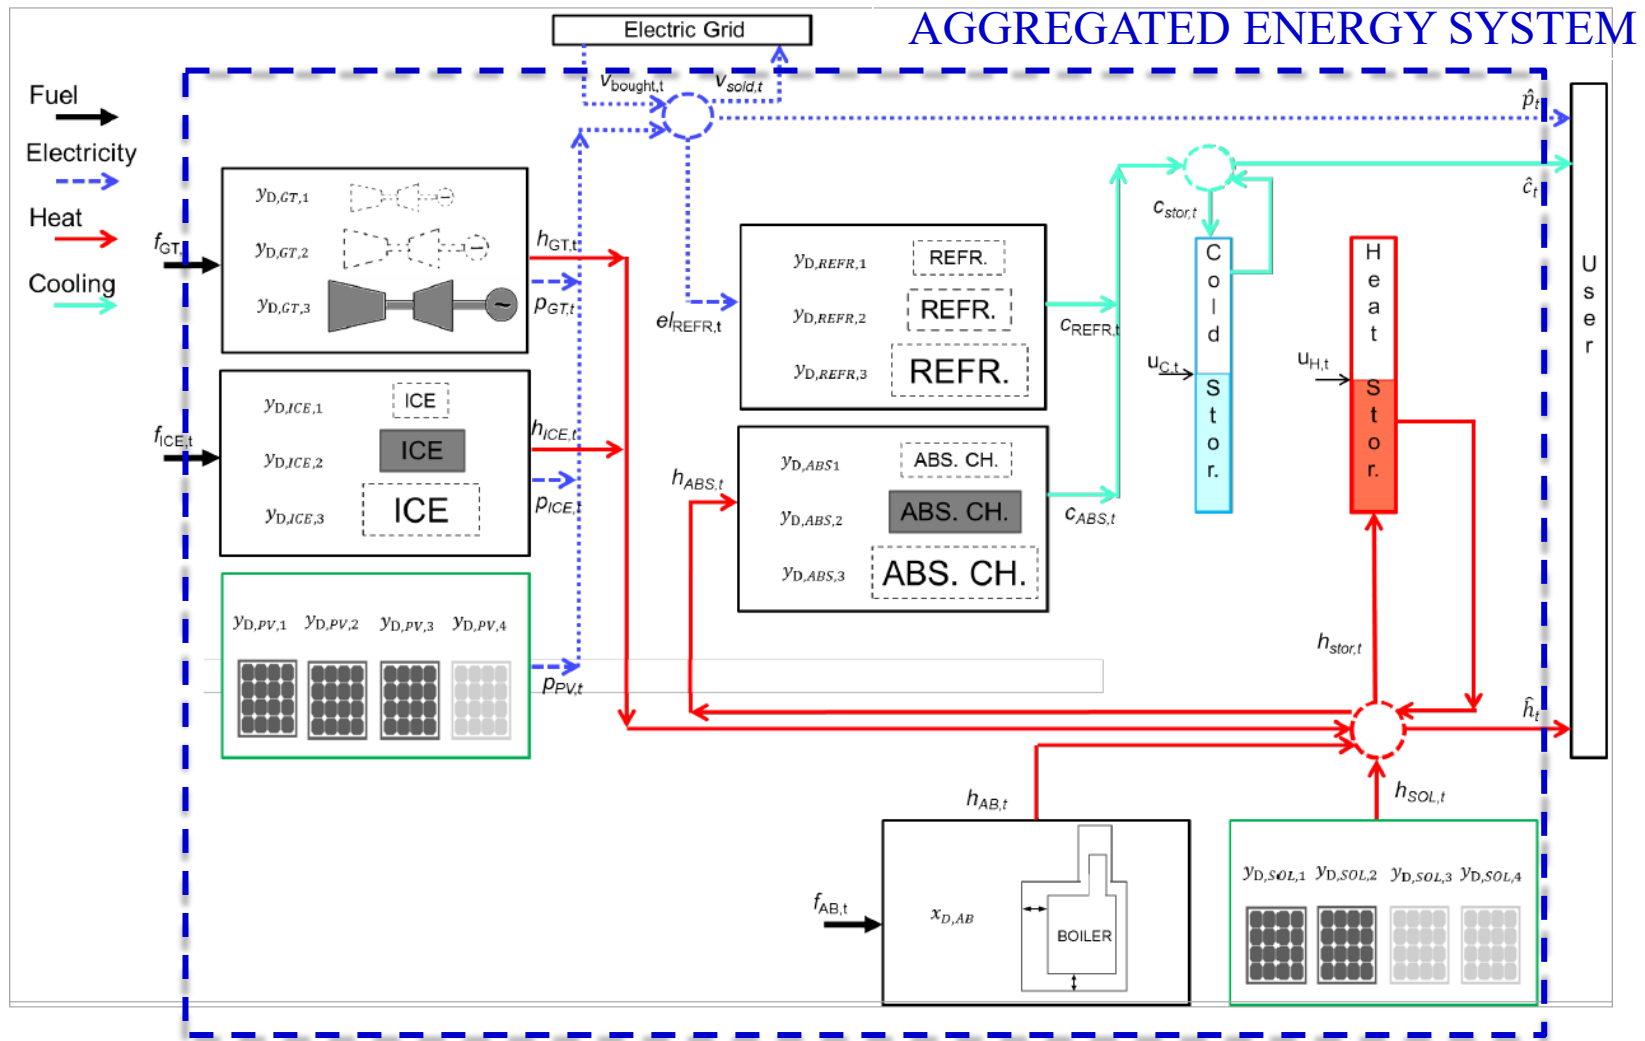 AGGREGATED ENERGY SYSTEM
Electric Grid
v_bought,t
v_sold,t
Fuel
Electricity
Heat
Cooling
p̂_t
ĉ_t
ĥ_t
User
f_GT,
y_D,GT,1
y_D,GT,2
y_D,GT,3
h_GT,t
p_GT,t
f_ICE,t
y_D,ICE,1
ICE
y_D,ICE,2
ICE
y_D,ICE,3
ICE
h_ICE,t
p_ICE,t
y_D,PV,1 y_D,PV,2 y_D,PV,3 y_D,PV,4
p_PV,t
el_REFR,t
y_D,REFR,1
REFR.
y_D,REFR,2
REFR.
y_D,REFR,3
REFR.
c_REFR,t
h_ABS,t
y_D,ABS1
ABS. CH.
y_D,ABS,2
ABS. CH.
y_D,ABS,3
ABS. CH.
c_ABS,t
c_stor,t
Cold Stor.
u_C,t
Heat Stor.
u_H,t
h_stor,t
h_AB,t
h_SOL,t
f_AB,t
x_D,AB
BOILER
y_D,SOL,1 y_D,SOL,2 y_D,SOL,3 y_D,SOL,4